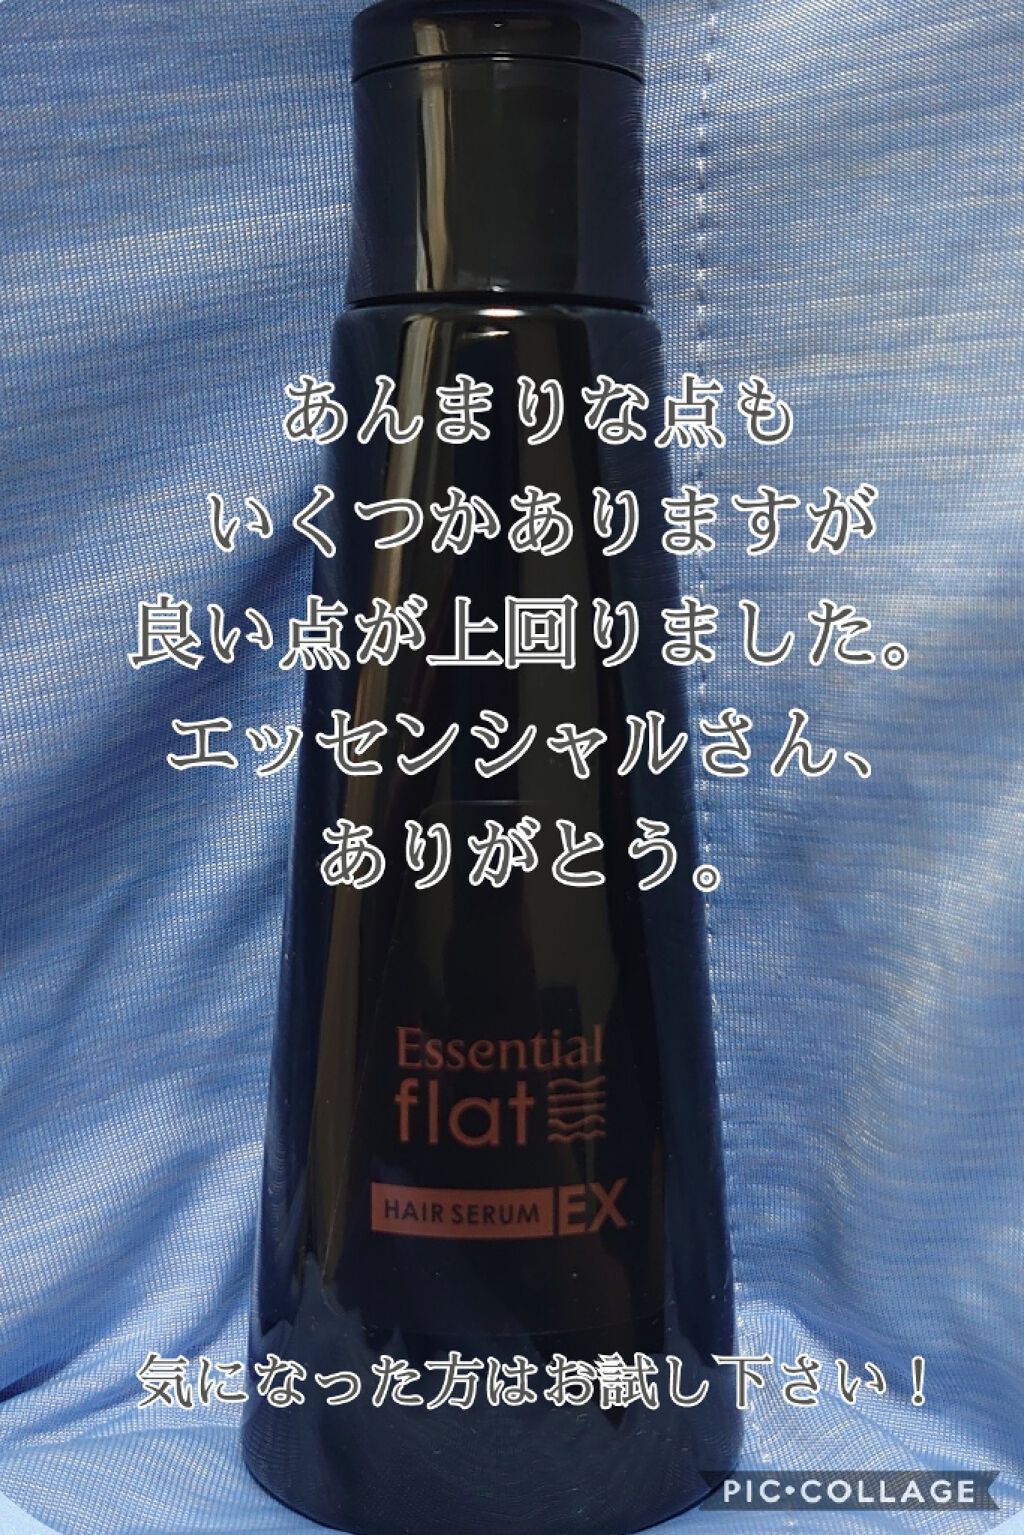 あんまりな点も
いくつかありますが
良い点が上回りました。
エッセンシャルさん、
ありがとう。
Essential
flat
HAIR SERUM EX
気になった方はお試し下さい！
PIC•COLLAGE